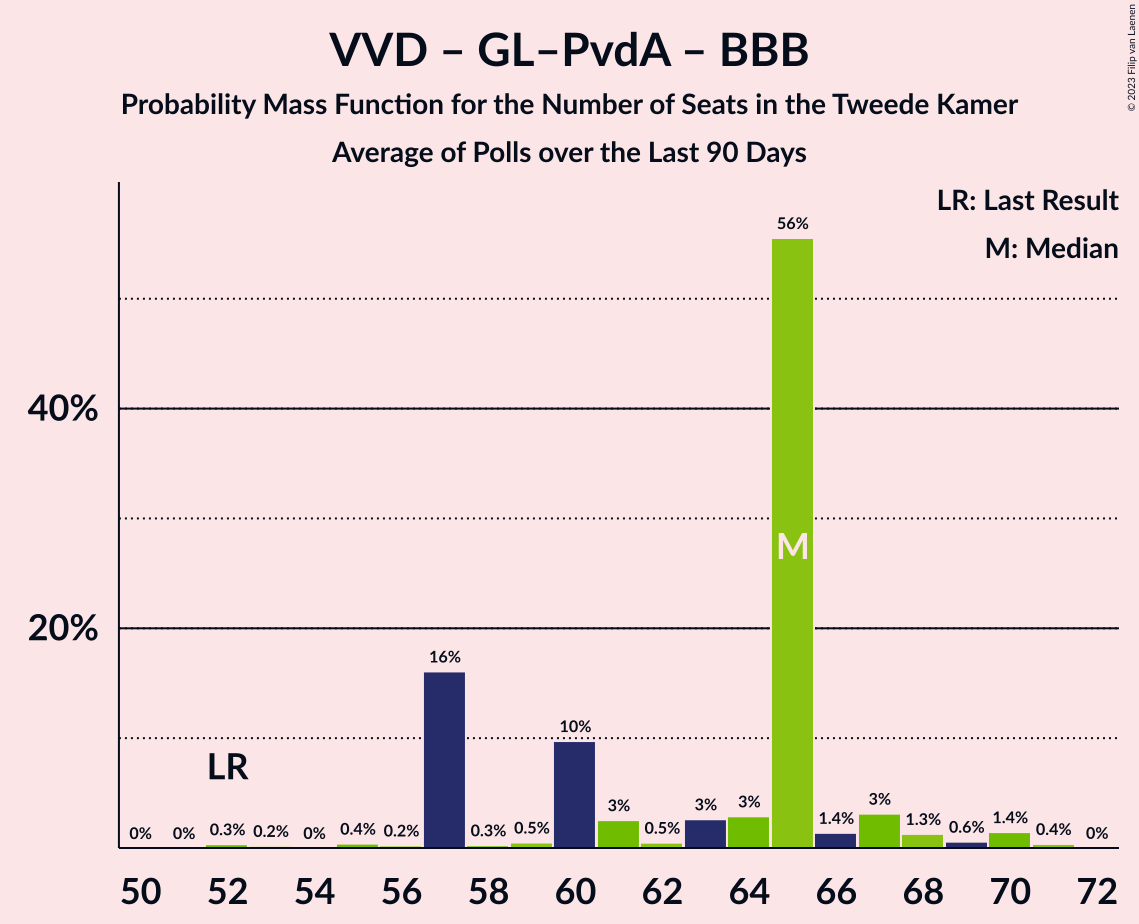 VVD – GL–PvdA – BBB
Probability Mass Function for the Number of Seats in the Tweede Kamer
Average of Polls over the Last 90 Days
© 2023 Filip van Laenen
LR: Last Result
M: Median
56%
40%
M
20%
16%
10%
LR
0% 0% 0.3% 0.2% 0% 0.4% 0.2% 0.3% 0.5% 3% 0.5% 3% 3% 1.4% 3% 1.3% 0.6% 1.4% 0.4% 0%
50 52 54 56 58 60 62 64 66 68 70 72